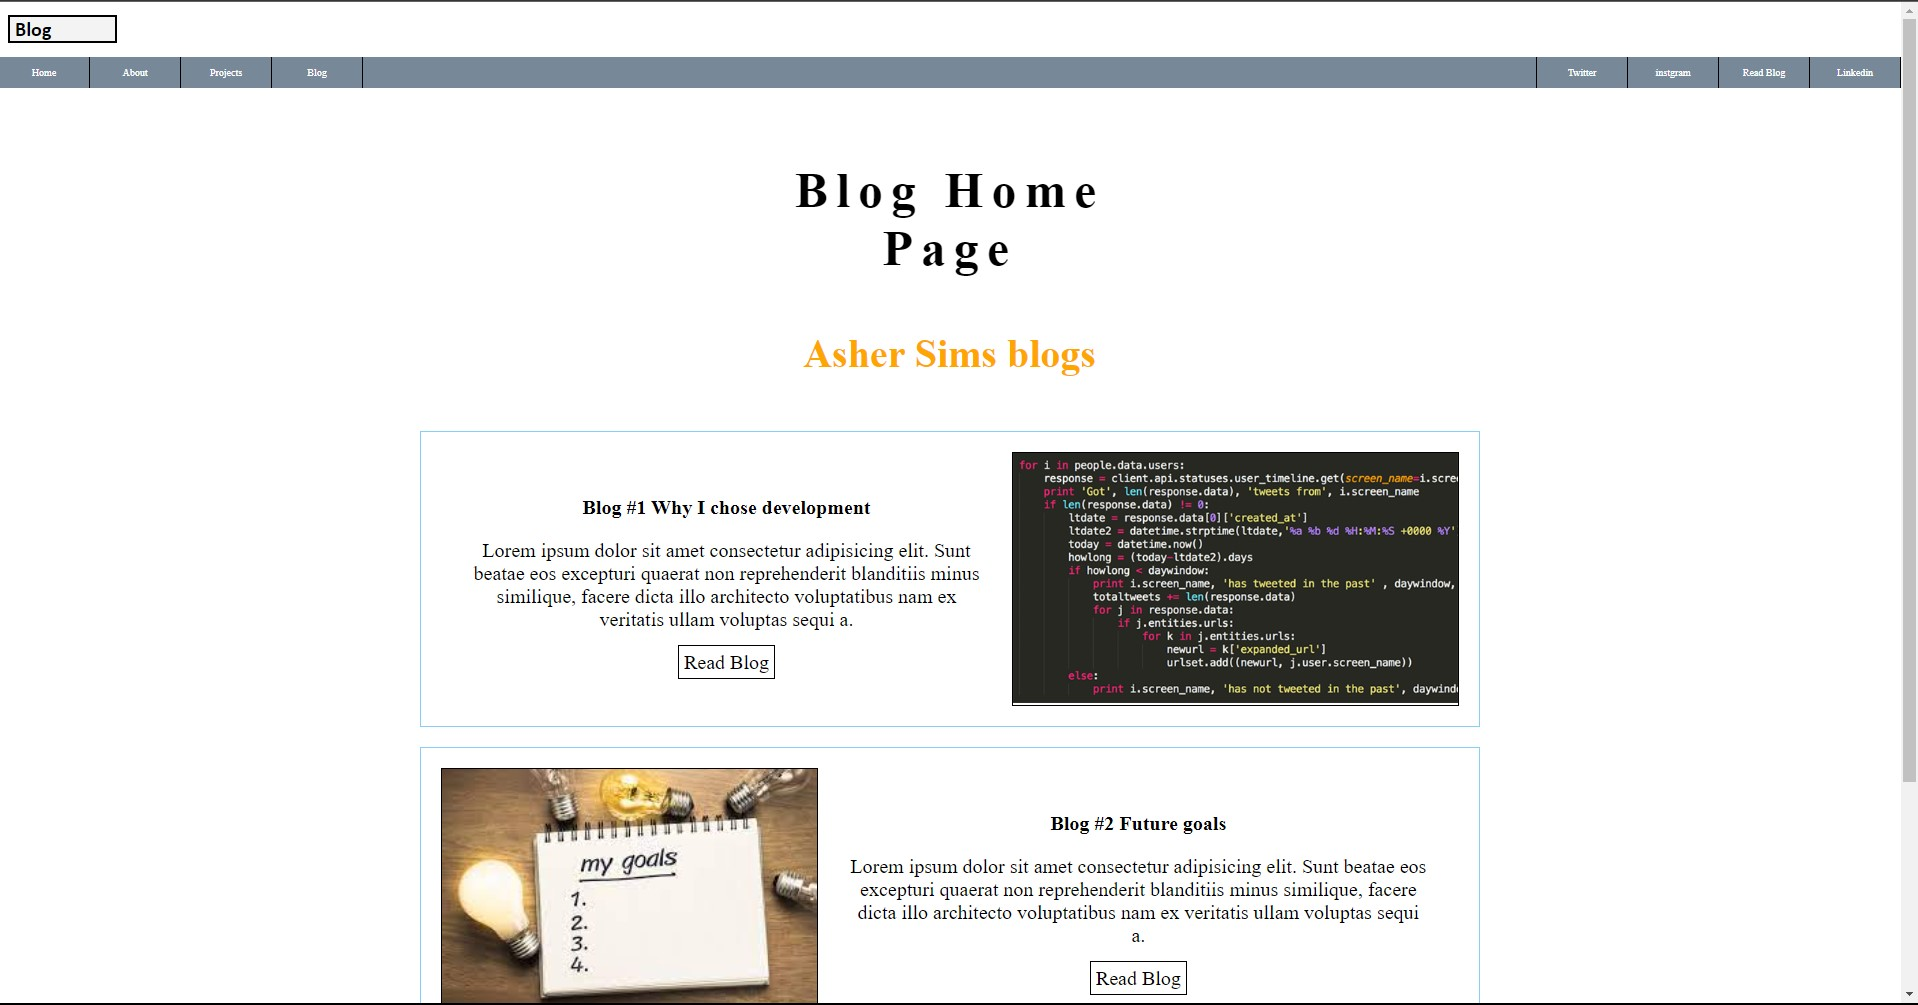 Blog
Home About Projects Blog Twitter instgram Read Blog Linkedin
Blog Home
Page
Asher Sims blogs
Blog #1 Why I chose development
Lorem ipsum dolor sit amet consectetur adipisicing elit. Sunt
beatae eos excepturi quaerat non reprehenderit blanditiis minus
similique, facere dicta illo architecto voluptatibus nam ex
veritatis ullam voluptas sequi a.
Read Blog
for i in people.data.users:
response = client.api.statuses.user_timeline.get(screen_name=i.scre
print 'Got', len(response.data), 'tweets from', i.screen_name
if len(response.data) != 0:
ltdate = response.data[0]['created_at']
ltdate2 = datetime.strptime(ltdate,'%a %b %d %H:%M:%S +0000 %Y'
today = datetime.now()
howlong = (today-ltdate2).days
if howlong < daywindow:
print i.screen_name, 'has tweeted in the past' , daywindow,
totaltweets += len(response.data)
for j in response.data:
if j.entities.urls:
for k in j.entities.urls:
newurl = k['expanded_url']
urlset.add((newurl, j.user.screen_name))
else:
print i.screen_name, 'has not tweeted in the past', daywind
my goals
1.
2.
3.
4.
Blog #2 Future goals
Lorem ipsum dolor sit amet consectetur adipisicing elit. Sunt beatae eos
excepturi quaerat non reprehenderit blanditiis minus similique, facere
dicta illo architecto voluptatibus nam ex veritatis ullam voluptas sequi
a.
Read Blog